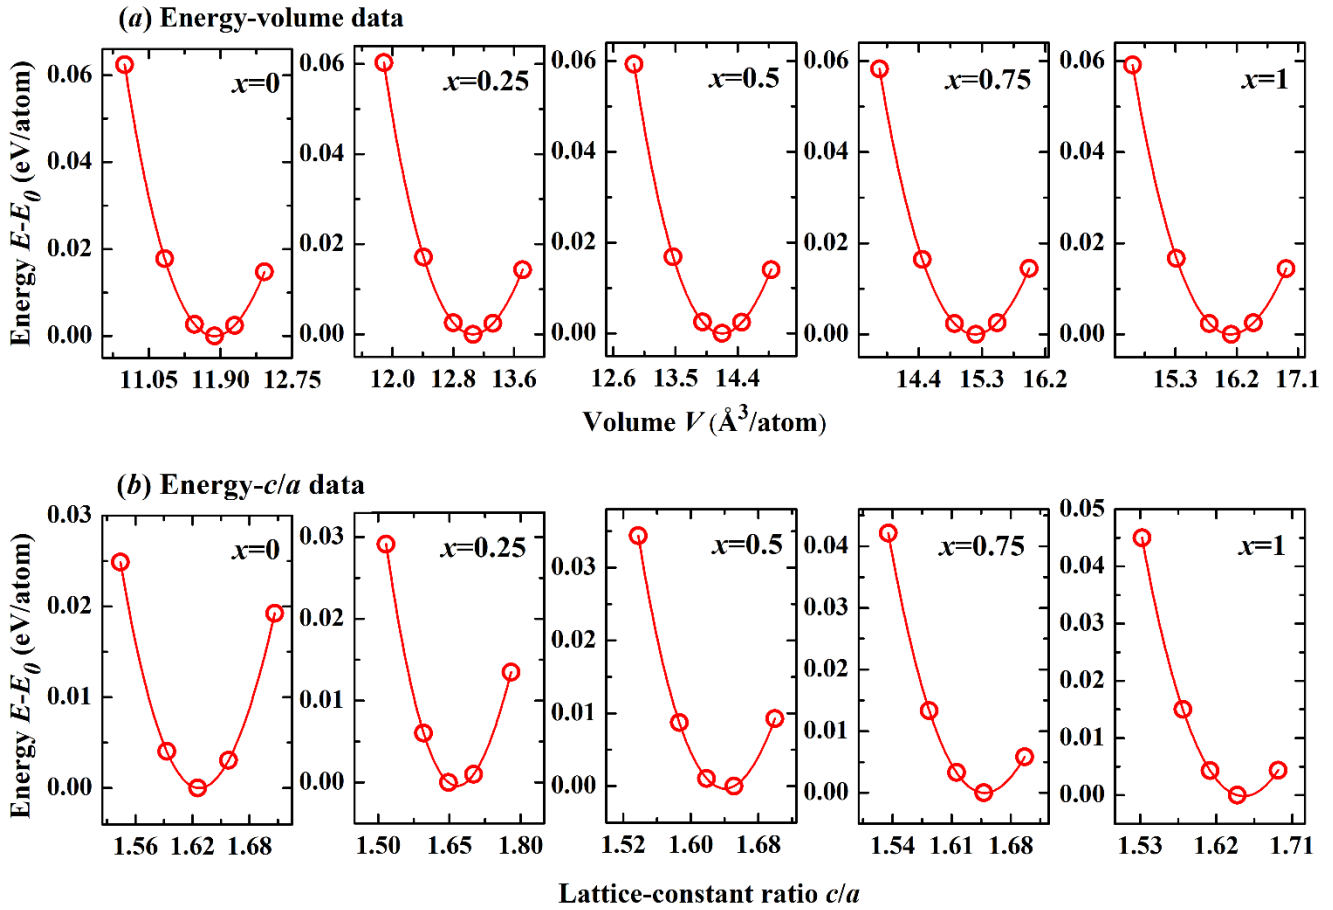 (a) Energy-volume data
Energy E-E0 (eV/atom)
0.06
0.04
0.02
0.00
x=0
11.05 11.90 12.75
0.06
0.04
0.02
0.00
x=0.25
12.0 12.8 13.6
0.06
0.04
0.02
0.00
x=0.5
12.6 13.5 14.4
0.06
0.04
0.02
0.00
x=0.75
14.4 15.3 16.2
0.06
0.04
0.02
0.00
x=1
15.3 16.2 17.1
Volume V (Å3/atom)
(b) Energy-c/a data
Energy E-E0 (eV/atom)
0.03
0.02
0.01
0.00
x=0
1.56 1.62 1.68
0.03
0.02
0.01
0.00
x=0.25
1.50 1.65 1.80
0.03
0.02
0.01
0.00
x=0.5
1.52 1.60 1.68
0.04
0.03
0.02
0.01
0.00
x=0.75
1.54 1.61 1.68
0.05
0.04
0.03
0.02
0.01
0.00
x=1
1.53 1.62 1.71
Lattice-constant ratio c/a